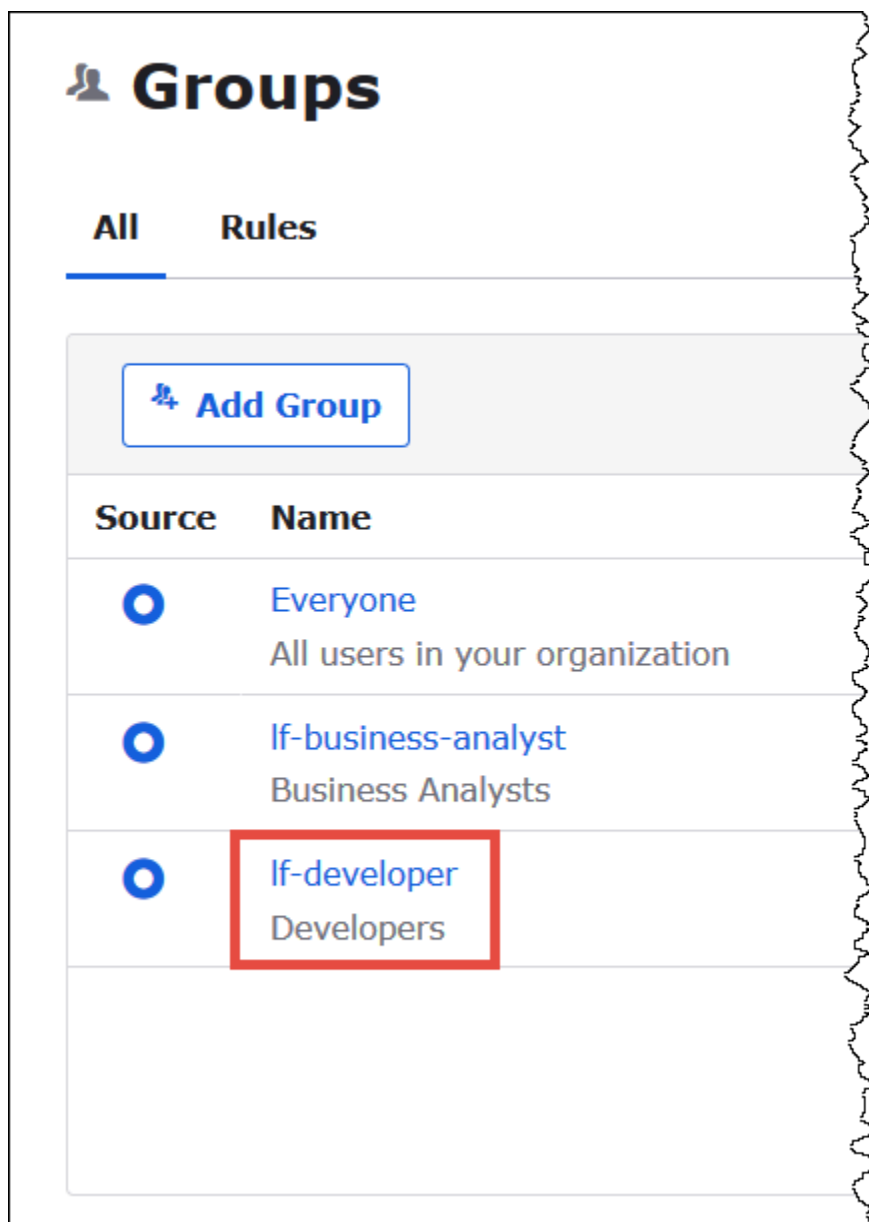 Groups
All Rules
Add Group
Source Name
Everyone
All users in your organization
lf-business-analyst
Business Analysts
lf-developer
Developers